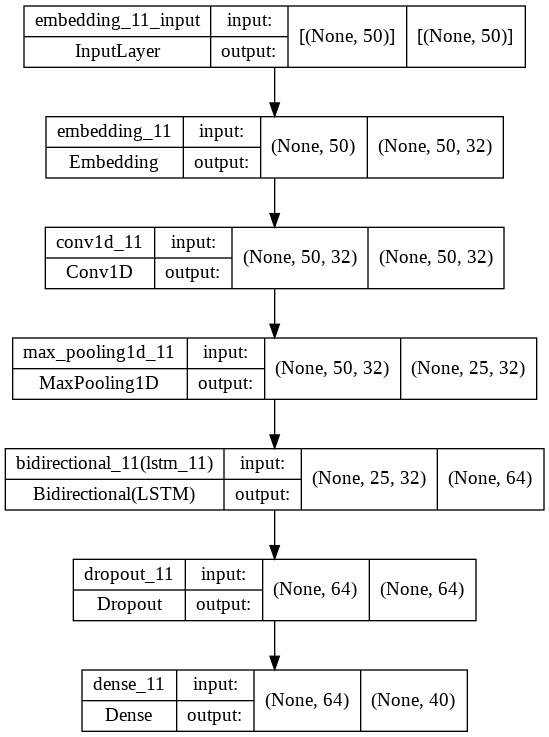 embedding_11_input input: [(None, 50)] [(None, 50)]
InputLayer output:
embedding_11 input: (None, 50) (None, 50, 32)
Embedding output:
conv1d_11 input: (None, 50, 32) (None, 50, 32)
Conv1D output:
max_pooling1d_11 input: (None, 50, 32) (None, 25, 32)
MaxPooling1D output:
bidirectional_11(lstm_11) input: (None, 25, 32) (None, 64)
Bidirectional(LSTM) output:
dropout_11 input: (None, 64) (None, 64)
Dropout output:
dense_11 input: (None, 64) (None, 40)
Dense output: